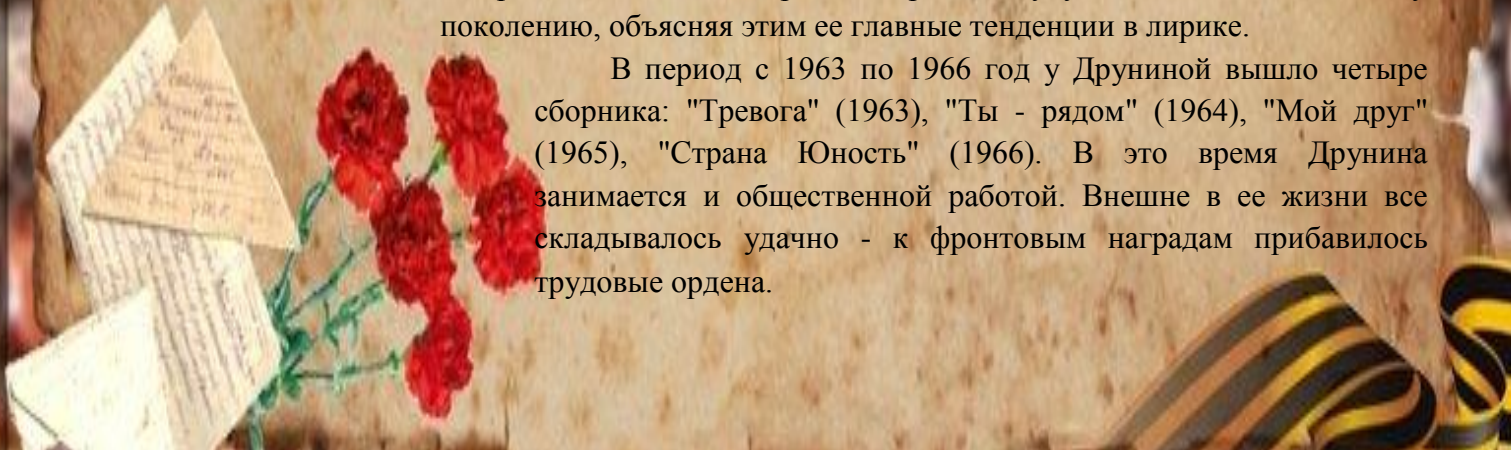 поколению, объясняя этим ее главные тенденции в лирике.
В период с 1963 по 1966 год у Друниной вышло четыре
сборника: "Тревога" (1963), "Ты - рядом" (1964), "Мой друг"
(1965), "Страна Юность" (1966). В это время Друнина
занимается и общественной работой. Внешне в ее жизни все
складывалось удачно - к фронтовым наградам прибавилось
трудовые ордена.